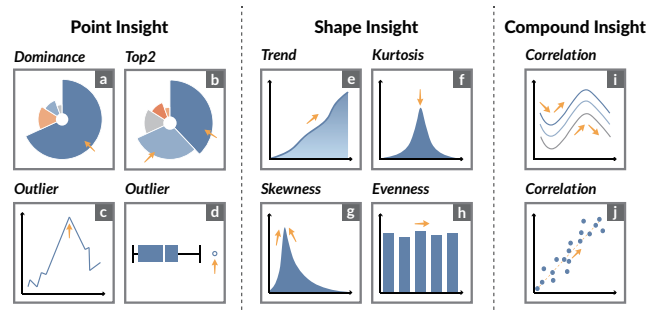 Point Insight
Shape Insight
Compound Insight
Dominance
Top2
Trend
Kurtosis
Correlation
a
b
e
f
i
Outlier
Outlier
Skewness
Evenness
Correlation
c
d
g
h
j